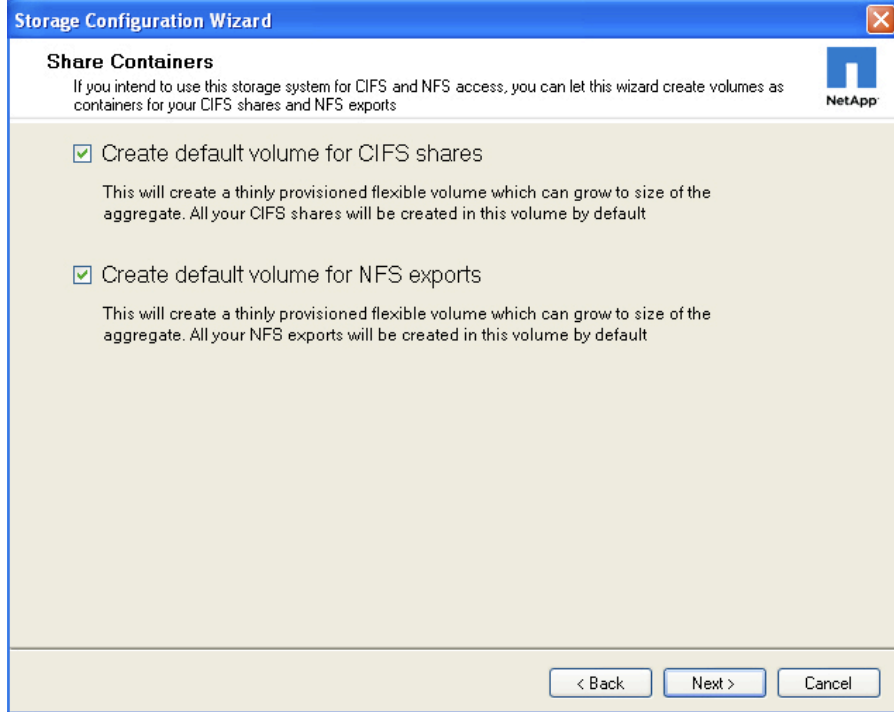 Storage Configuration Wizard
Share Containers
If you intend to use this storage system for CIFS and NFS access, you can let this wizard create volumes as
containers for your CIFS shares and NFS exports
NetApp
Create default volume for CIFS shares
This will create a thinly provisioned flexible volume which can grow to size of the
aggregate. All your CIFS shares will be created in this volume by default
Create default volume for NFS exports
This will create a thinly provisioned flexible volume which can grow to size of the
aggregate. All your NFS exports will be created in this volume by default
< Back
Next >
Cancel